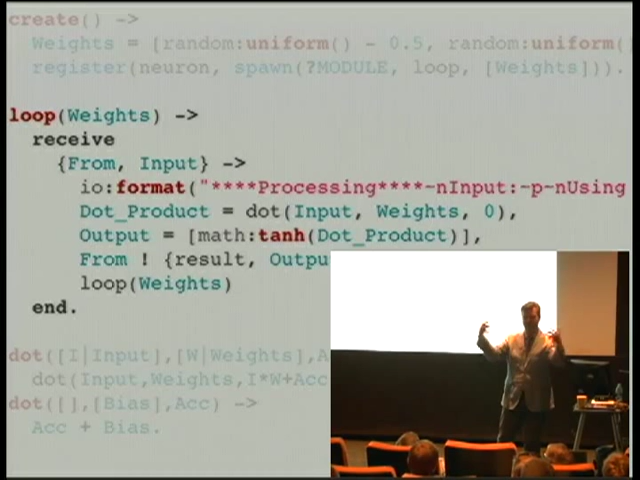 create() ->
Weights = [random:uniform() - 0.5, random:uniform(
register(neuron, spawn(?MODULE, loop, [Weights])).
loop(Weights) ->
receive
{From, Input} ->
io:format("****Processing****~nInput:~p~nUsing
Dot_Product = dot(Input, Weights, 0),
Output = [math:tanh(Dot_Product)],
From ! {result, Outpu
loop(Weights)
end.
dot([I|Input],[W|Weights],A
dot(Input,Weights,I*W+Acc
dot([],[Bias],Acc) ->
Acc + Bias.